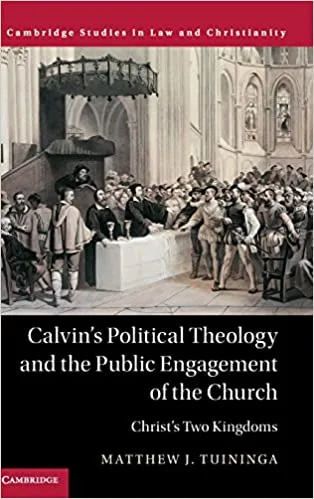 Cambridge Studies in Law and Christianity
Calvin's Political Theology
and the Public Engagement
of the Church
Christ's Two Kingdoms
MATTHEW J. TUININGA
CAMBRIDGE